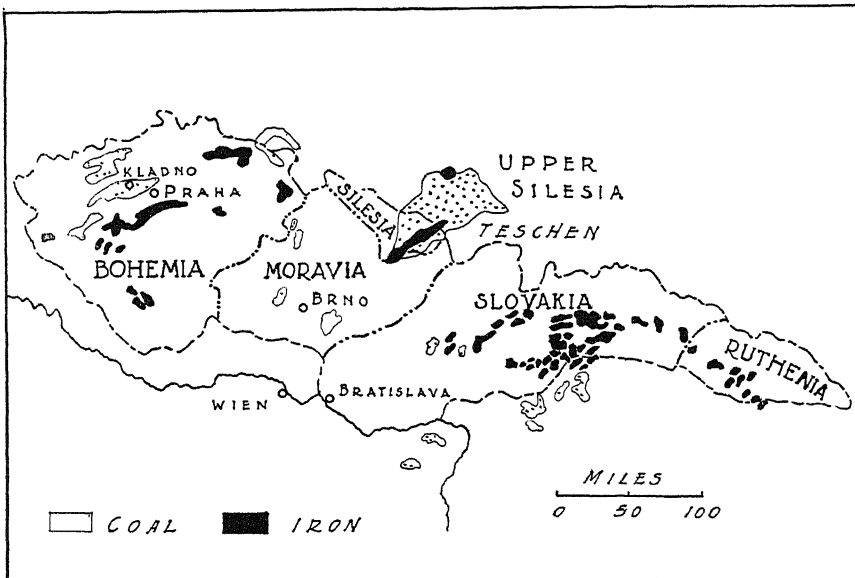 KLADNO
PRAHA
BOHEMIA
MORAVIA
BRNO
SILESIA
UPPER
SILESIA
TESCHEN
SLOVAKIA
RUTHENIA
WIEN
BRATISLAVA
MILES
0 50 100
COAL
IRON